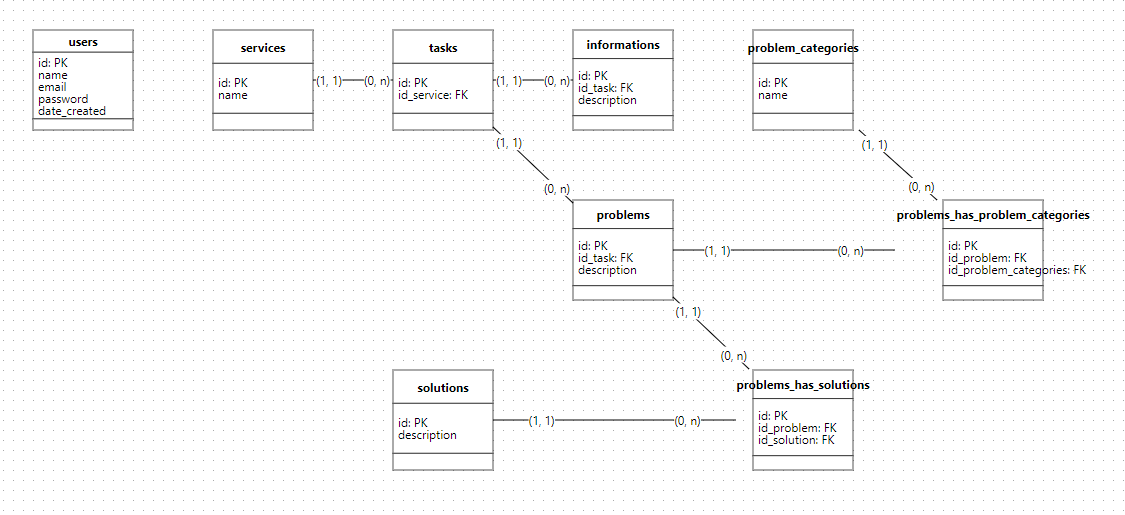 users
id: PK
name
email
password
date_created
services
id: PK
name
(1, 1)
(0, n)
tasks
id: PK
id_service: FK
(1, 1)
(0, n)
informations
id: PK
id_task: FK
description
problem_categories
id: PK
name
(1, 1)
(0, n)
(1, 1)
(0, n)
problems
id: PK
id_task: FK
description
(1, 1)
(0, n)
problems_has_problem_categories
id: PK
id_problem: FK
id_problem_categories: FK
(1, 1)
(0, n)
solutions
id: PK
description
(1, 1)
(0, n)
problems_has_solutions
id: PK
id_problem: FK
id_solution: FK